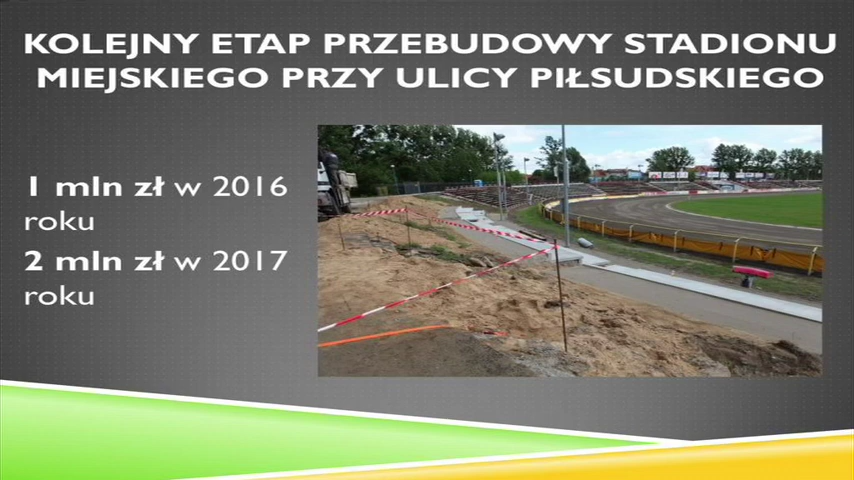 KOLEJNY ETAP PRZEBUDOWY STADIONU
MIEJSKIEGO PRZY ULICY PIŁSUDSKIEGO
1 mln zł w 2016
roku
2 mln zł w 2017
roku